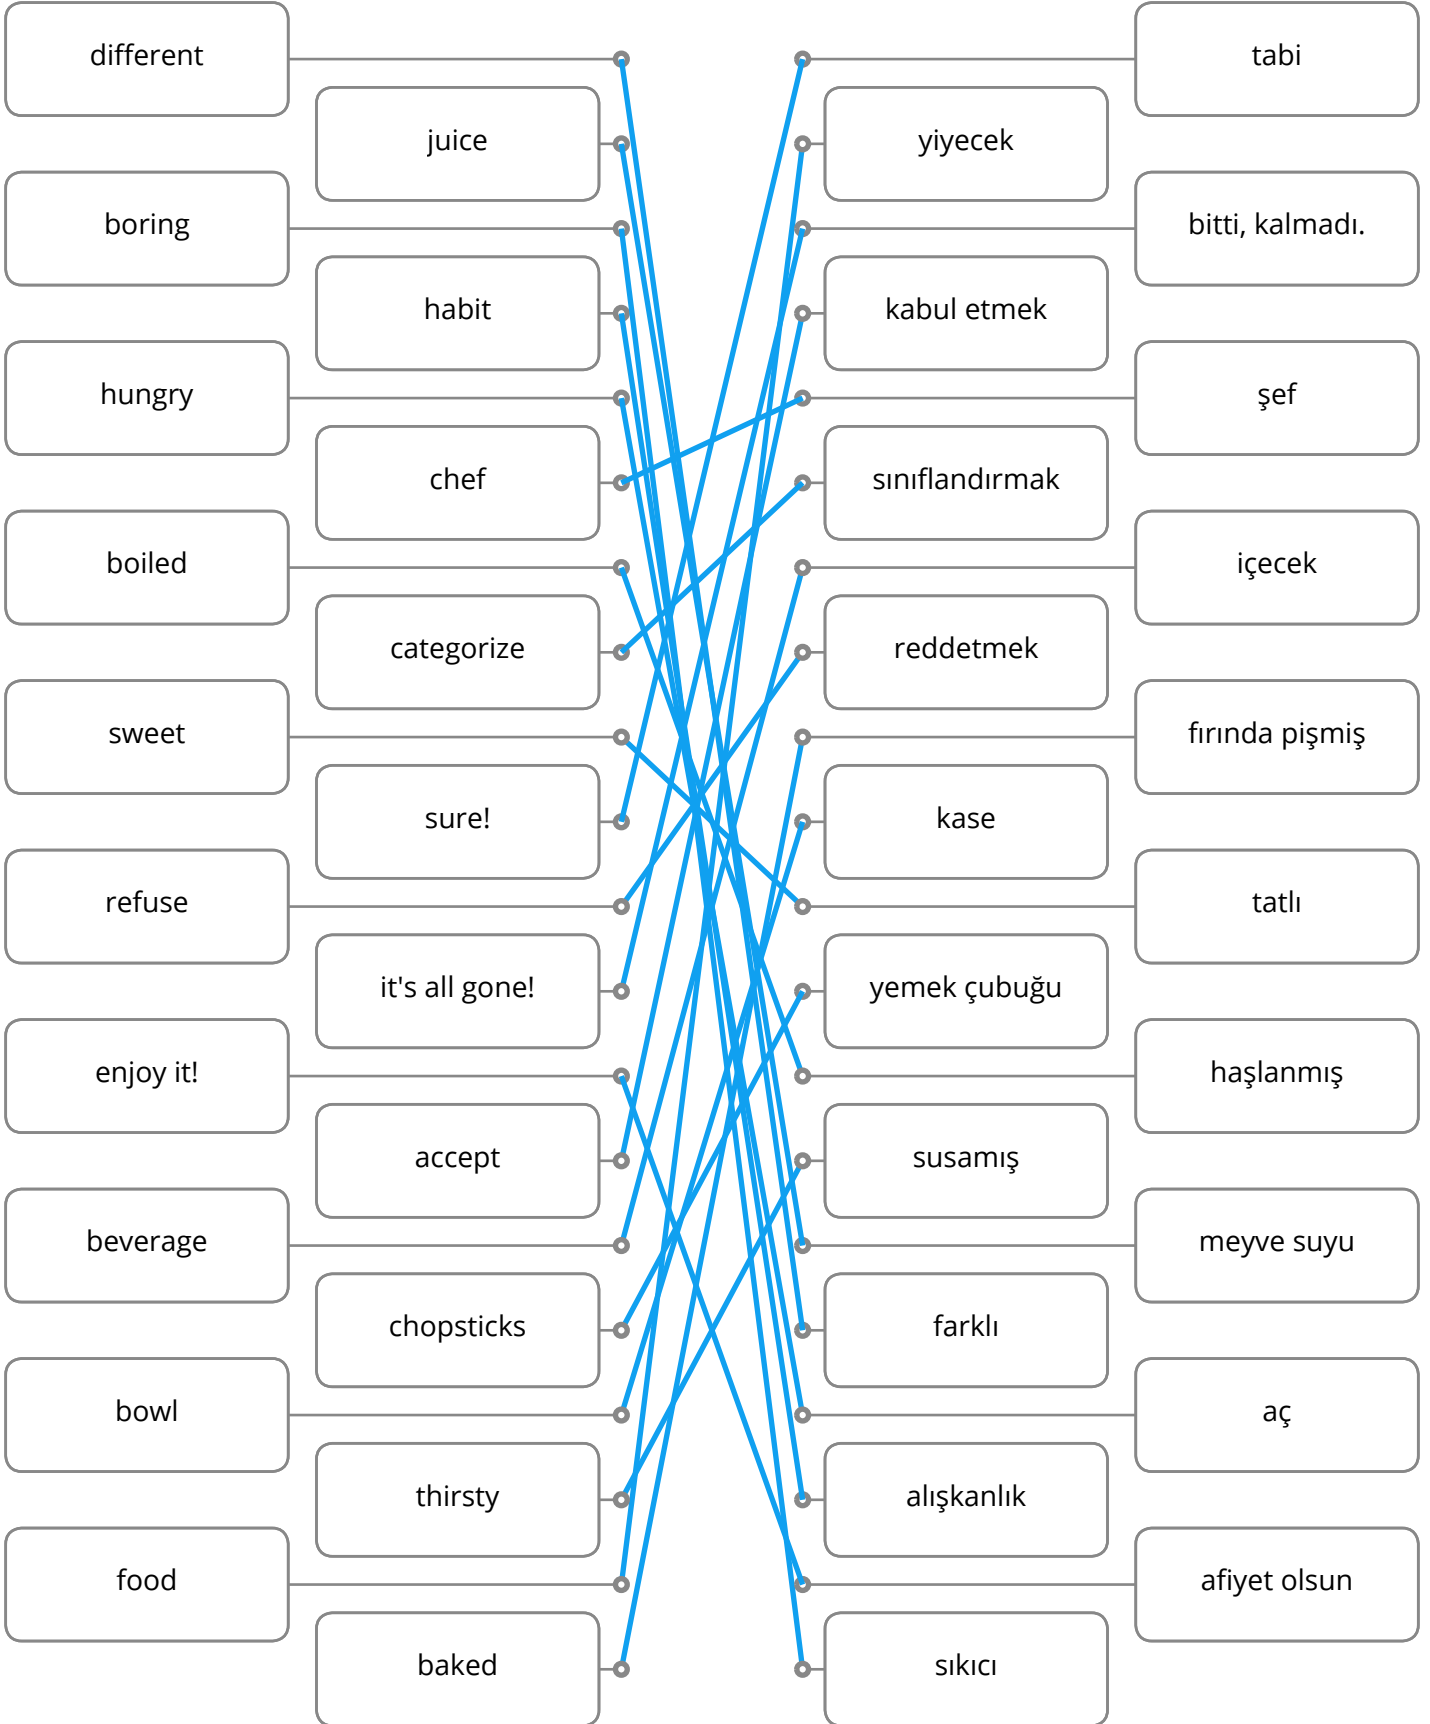 different
tabi
juice
yiyecek
boring
bitti, kalmadı.
habit
kabul etmek
hungry
şef
chef
sınıflandırmak
boiled
içecek
categorize
reddetmek
sweet
fırında pişmiş
sure!
kase
refuse
tatlı
it's all gone!
yemek çubuğu
enjoy it!
haşlanmış
accept
susamış
beverage
meyve suyu
chopsticks
farklı
bowl
aç
thirsty
alışkanlık
food
afiyet olsun
baked
sıkıcı